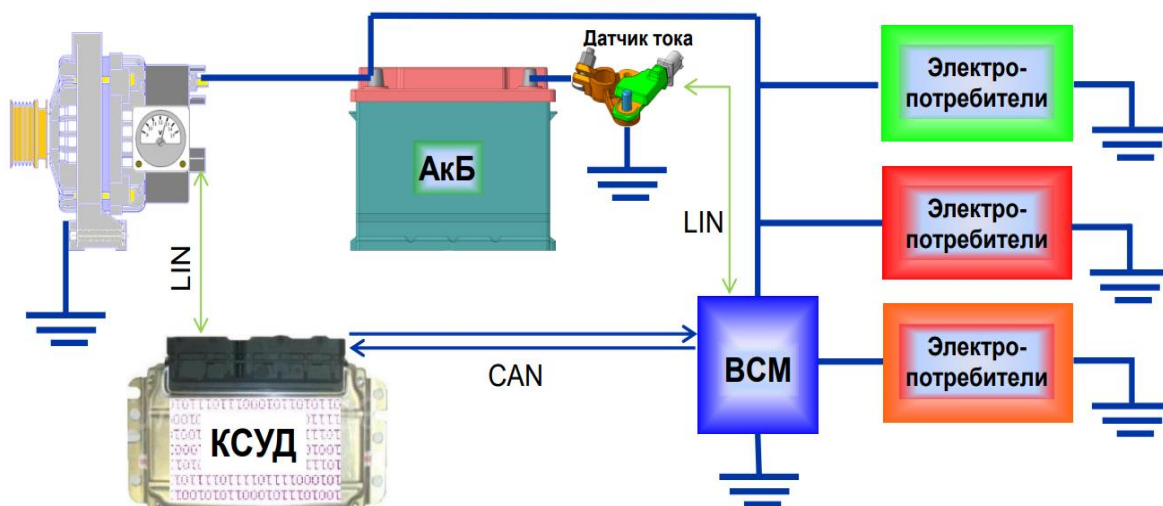 Датчик тока
Электро-
потребители
АкБ
LIN
Электро-
потребители
LIN
CAN
BCM
Электро-
потребители
КСУД